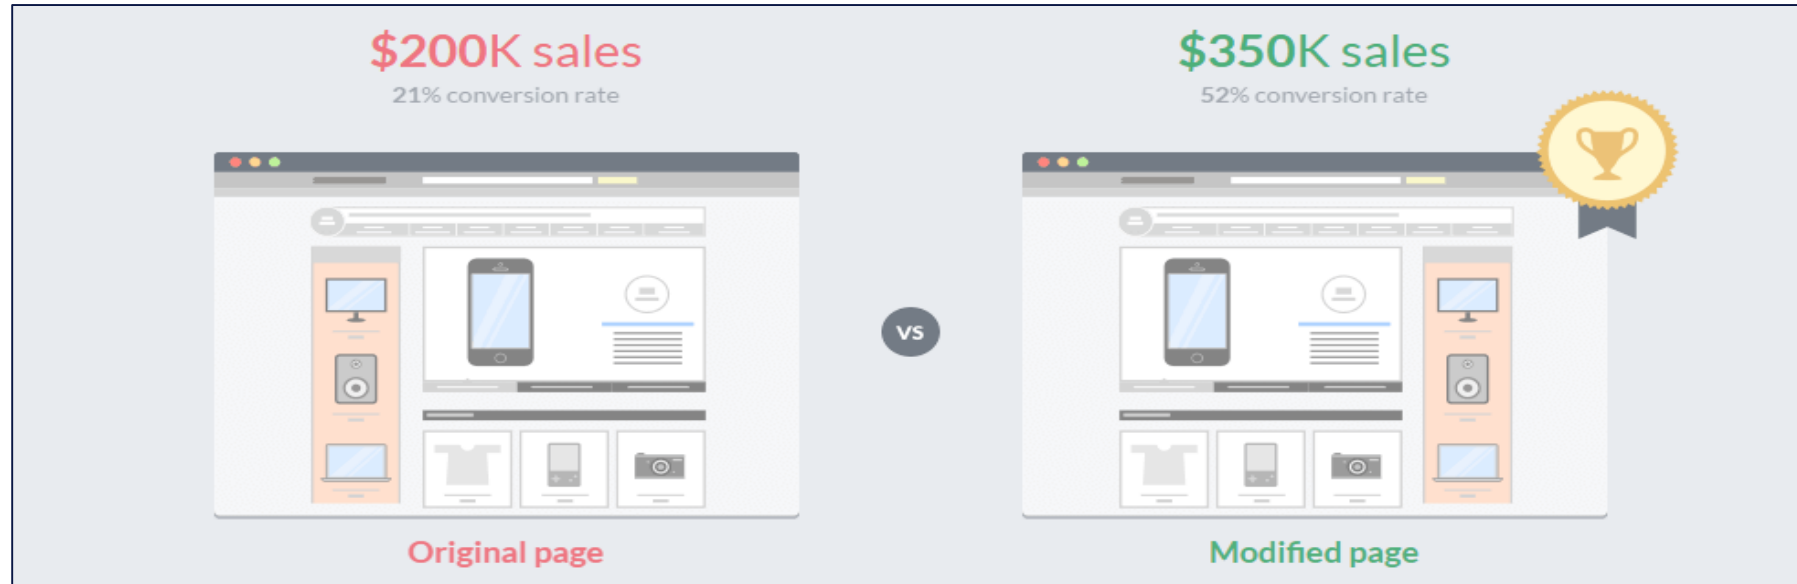 $200K sales
21% conversion rate
$350K sales
52% conversion rate
VS
Original page
Modified page